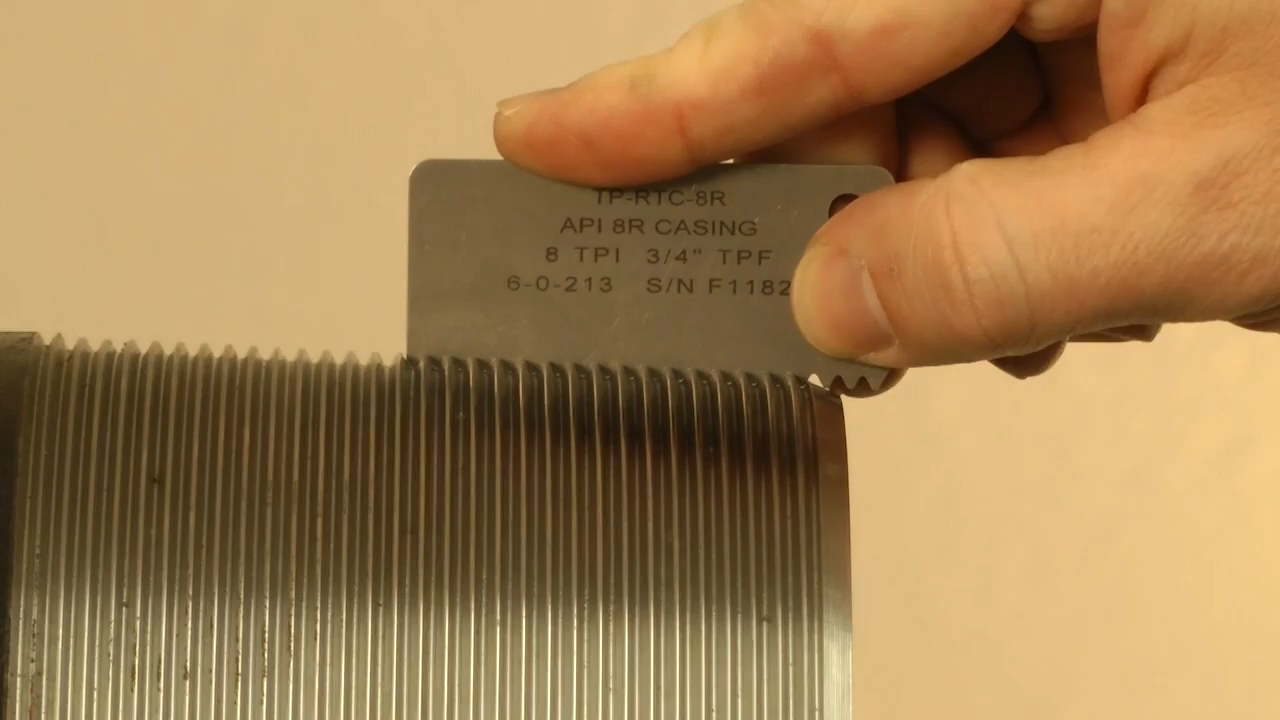 TP-RTC-8R
API 8R CASING
8 TPI 3/4" TPF
6-0-213 S/N F1182